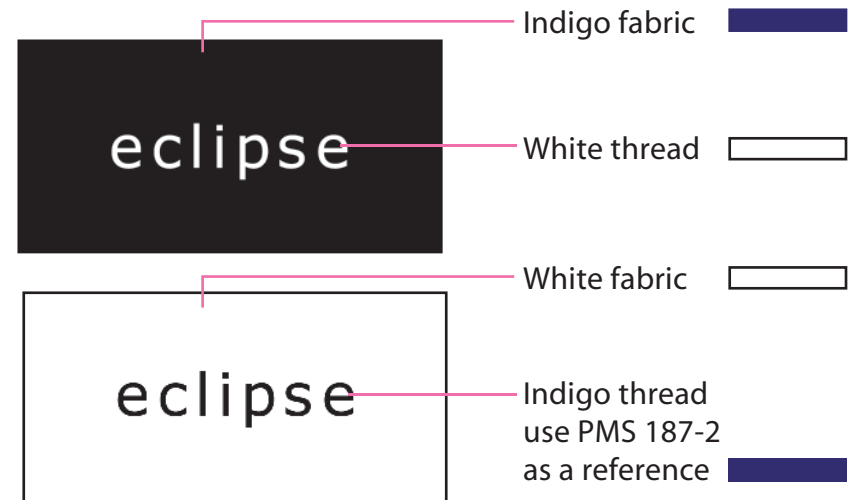 Indigo fabric
eclipse
White thread
White fabric
eclipse
Indigo thread
use PMS 187-2
as a reference